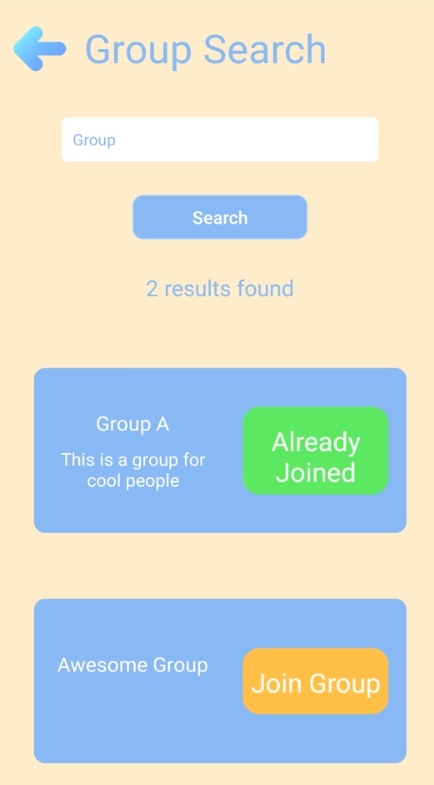 Group Search
Group
Search
2 results found
Group A
This is a group for
cool people
Already
Joined
Awesome Group
Join Group